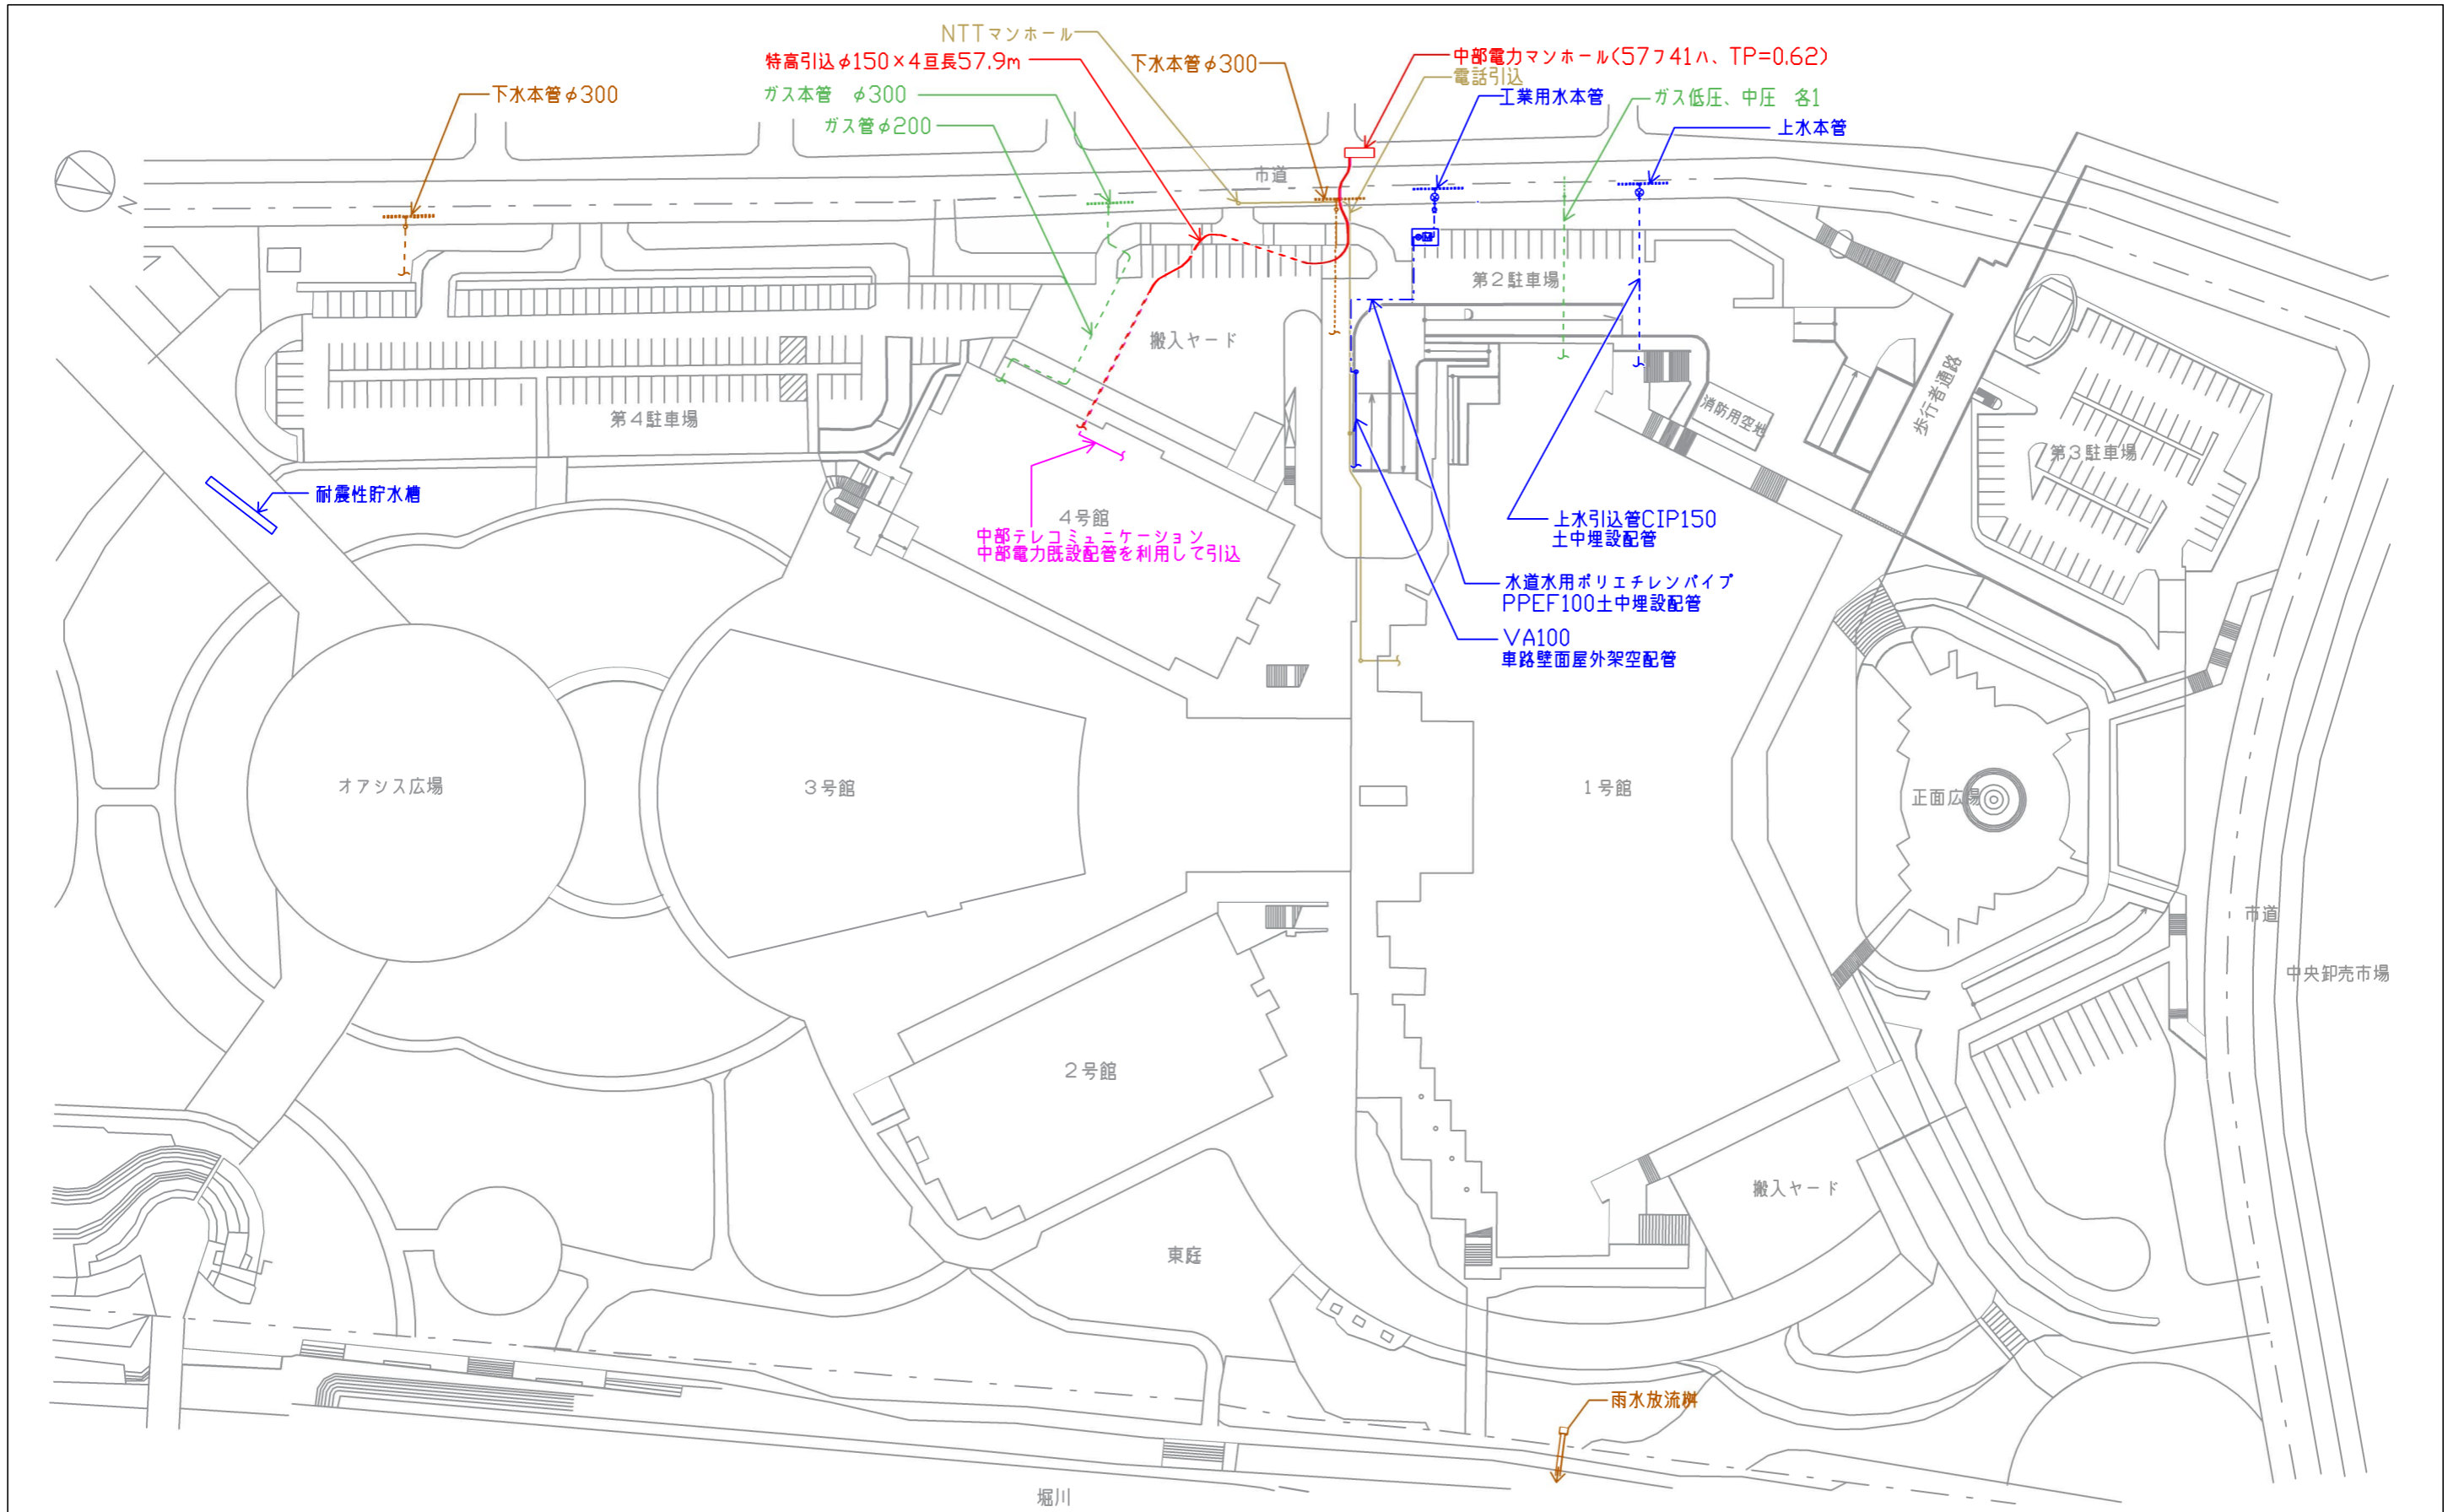 NTTマンホール
特高引込φ150×4亘長57.9m
下水本管φ300
中部電力マンホール(57フ41ハ、TP=0.62)
電話引込
下水本管φ300
ガス本管 φ300
工業用水本管
ガス低圧、中圧 各1
ガス管φ200
上水本管
市道
N
第2駐車場
搬入ヤード
D
歩行者通路
消防用空地
第4駐車場
第3駐車場
耐震性貯水槽
4号館
中部テレコミュニケーション
中部電力既設配管を利用して引込
上水引込管CIP150
土中埋設配管
水道水用ポリエチレンパイプ
PPEF100土中埋設配管
VA100
車路壁面屋外架空配管
オアシス広場
3号館
1号館
正面広場
市道
中央卸売市場
2号館
搬入ヤード
東庭
雨水放流桝
堀川